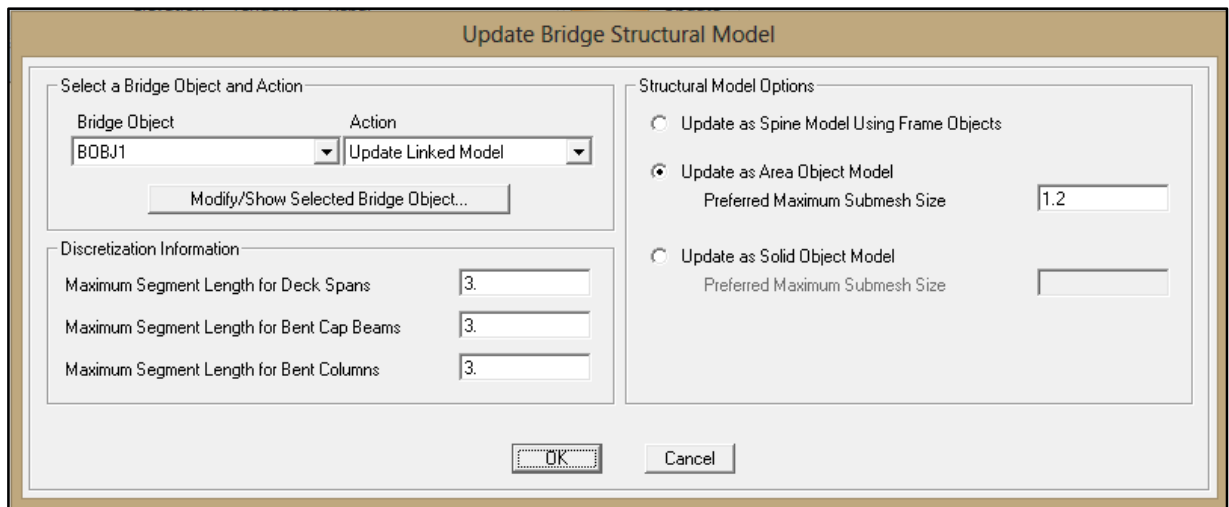 Update Bridge Structural Model
Select a Bridge Object and Action
Bridge Object
Action
BOBJ1
Update Linked Model
Modify/Show Selected Bridge Object...
Discretization Information
Maximum Segment Length for Deck Spans
3.
Maximum Segment Length for Bent Cap Beams
3.
Maximum Segment Length for Bent Columns
3.
Structural Model Options
Update as Spine Model Using Frame Objects
Update as Area Object Model
Preferred Maximum Submesh Size
1.2
Update as Solid Object Model
Preferred Maximum Submesh Size
OK
Cancel